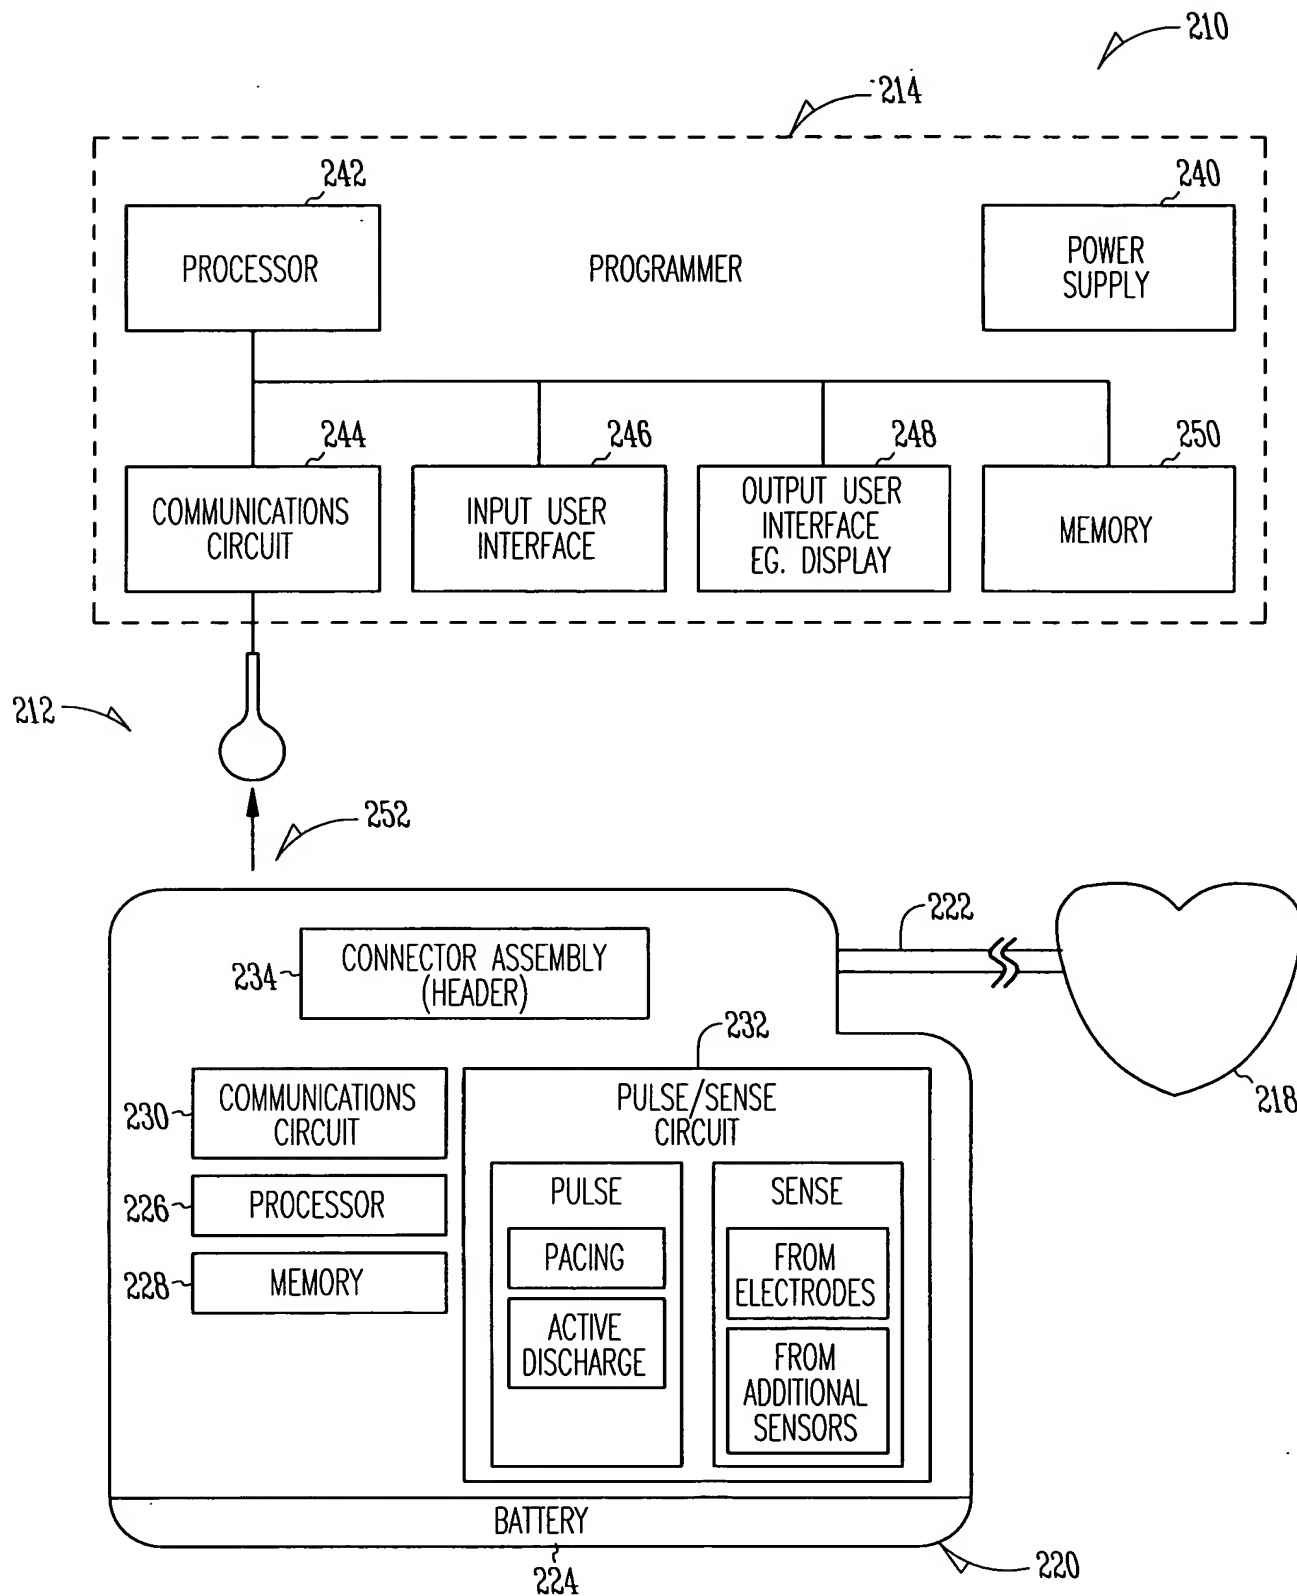 210
214
242
240
PROCESSOR
PROGRAMMER
POWER
SUPPLY
244
246
248
250
COMMUNICATIONS
CIRCUIT
INPUT USER
INTERFACE
OUTPUT USER
INTERFACE
EG. DISPLAY
MEMORY
212
252
222
234
CONNECTOR ASSEMBLY
(HEADER)
218
232
230
COMMUNICATIONS
CIRCUIT
PULSE/SENSE
CIRCUIT
226
PROCESSOR
228
MEMORY
PULSE
PACING
ACTIVE
DISCHARGE
SENSE
FROM
ELECTRODES
FROM
ADDITIONAL
SENSORS
BATTERY
224
220